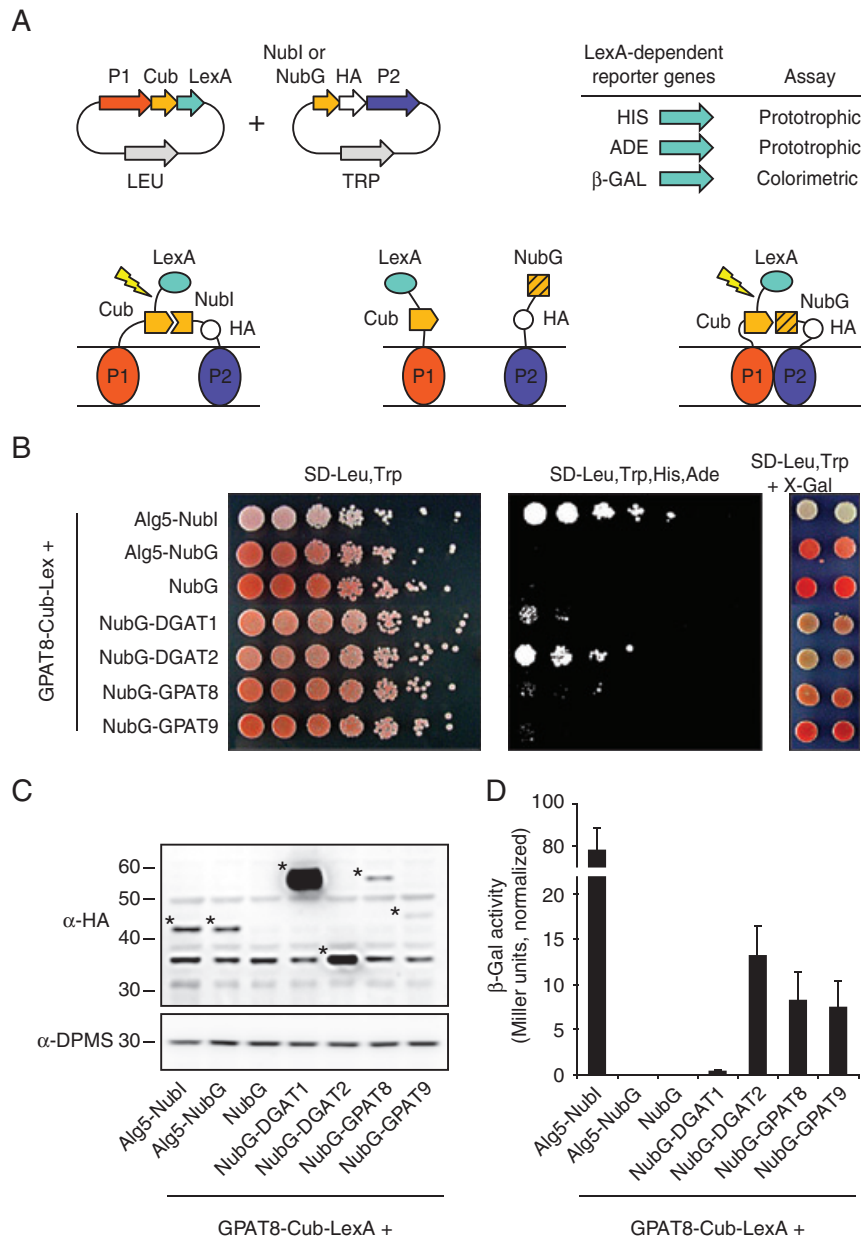 A
P1 Cub LexA
LEU
+
NubI or
NubG HA P2
TRP
LexA-dependent
reporter genes Assay
HIS Prototrophic
ADE Prototrophic
β-GAL Colorimetric
LexA
Cub NubI
HA
P1 P2
LexA NubG
Cub HA
P1 P2
LexA
Cub NubG
HA
P1 P2
B
SD-Leu,Trp SD-Leu,Trp,His,Ade SD-Leu,Trp
+ X-Gal
GPAT8-Cub-Lex +
Alg5-NubI
Alg5-NubG
NubG
NubG-DGAT1
NubG-DGAT2
NubG-GPAT8
NubG-GPAT9
C
α-HA
60
50
40
30
* * * * * *
α-DPMS 30
Alg5-NubI
Alg5-NubG
NubG
NubG-DGAT1
NubG-DGAT2
NubG-GPAT8
NubG-GPAT9
GPAT8-Cub-LexA +
D
β-Gal activity
(Miller units, normalized)
100
80
60
20
15
10
5
0
Alg5-NubI
Alg5-NubG
NubG
NubG-DGAT1
NubG-DGAT2
NubG-GPAT8
NubG-GPAT9
GPAT8-Cub-LexA +